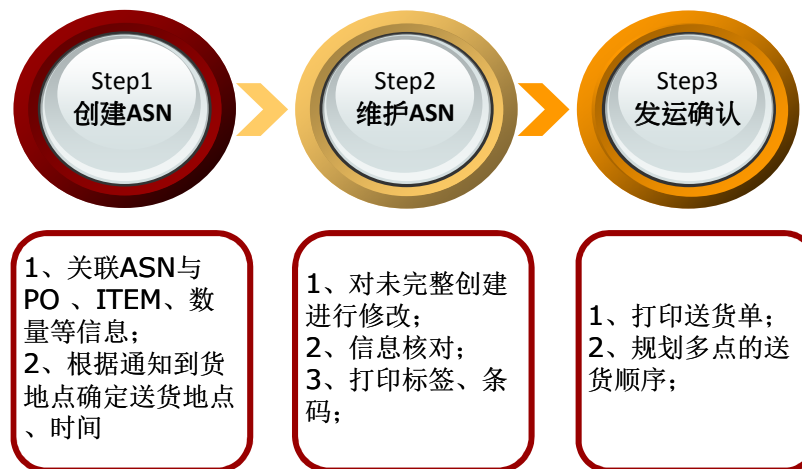 Step1
创建ASN
Step2
维护ASN
Step3
发运确认
1、关联ASN与
PO 、ITEM、数
量等信息；
2、根据通知到货
地点确定送货地点
、时间
1、对未完整创建
进行修改；
2、信息核对；
3、打印标签、条
码；
1、打印送货单；
2、规划多点的送
货顺序；